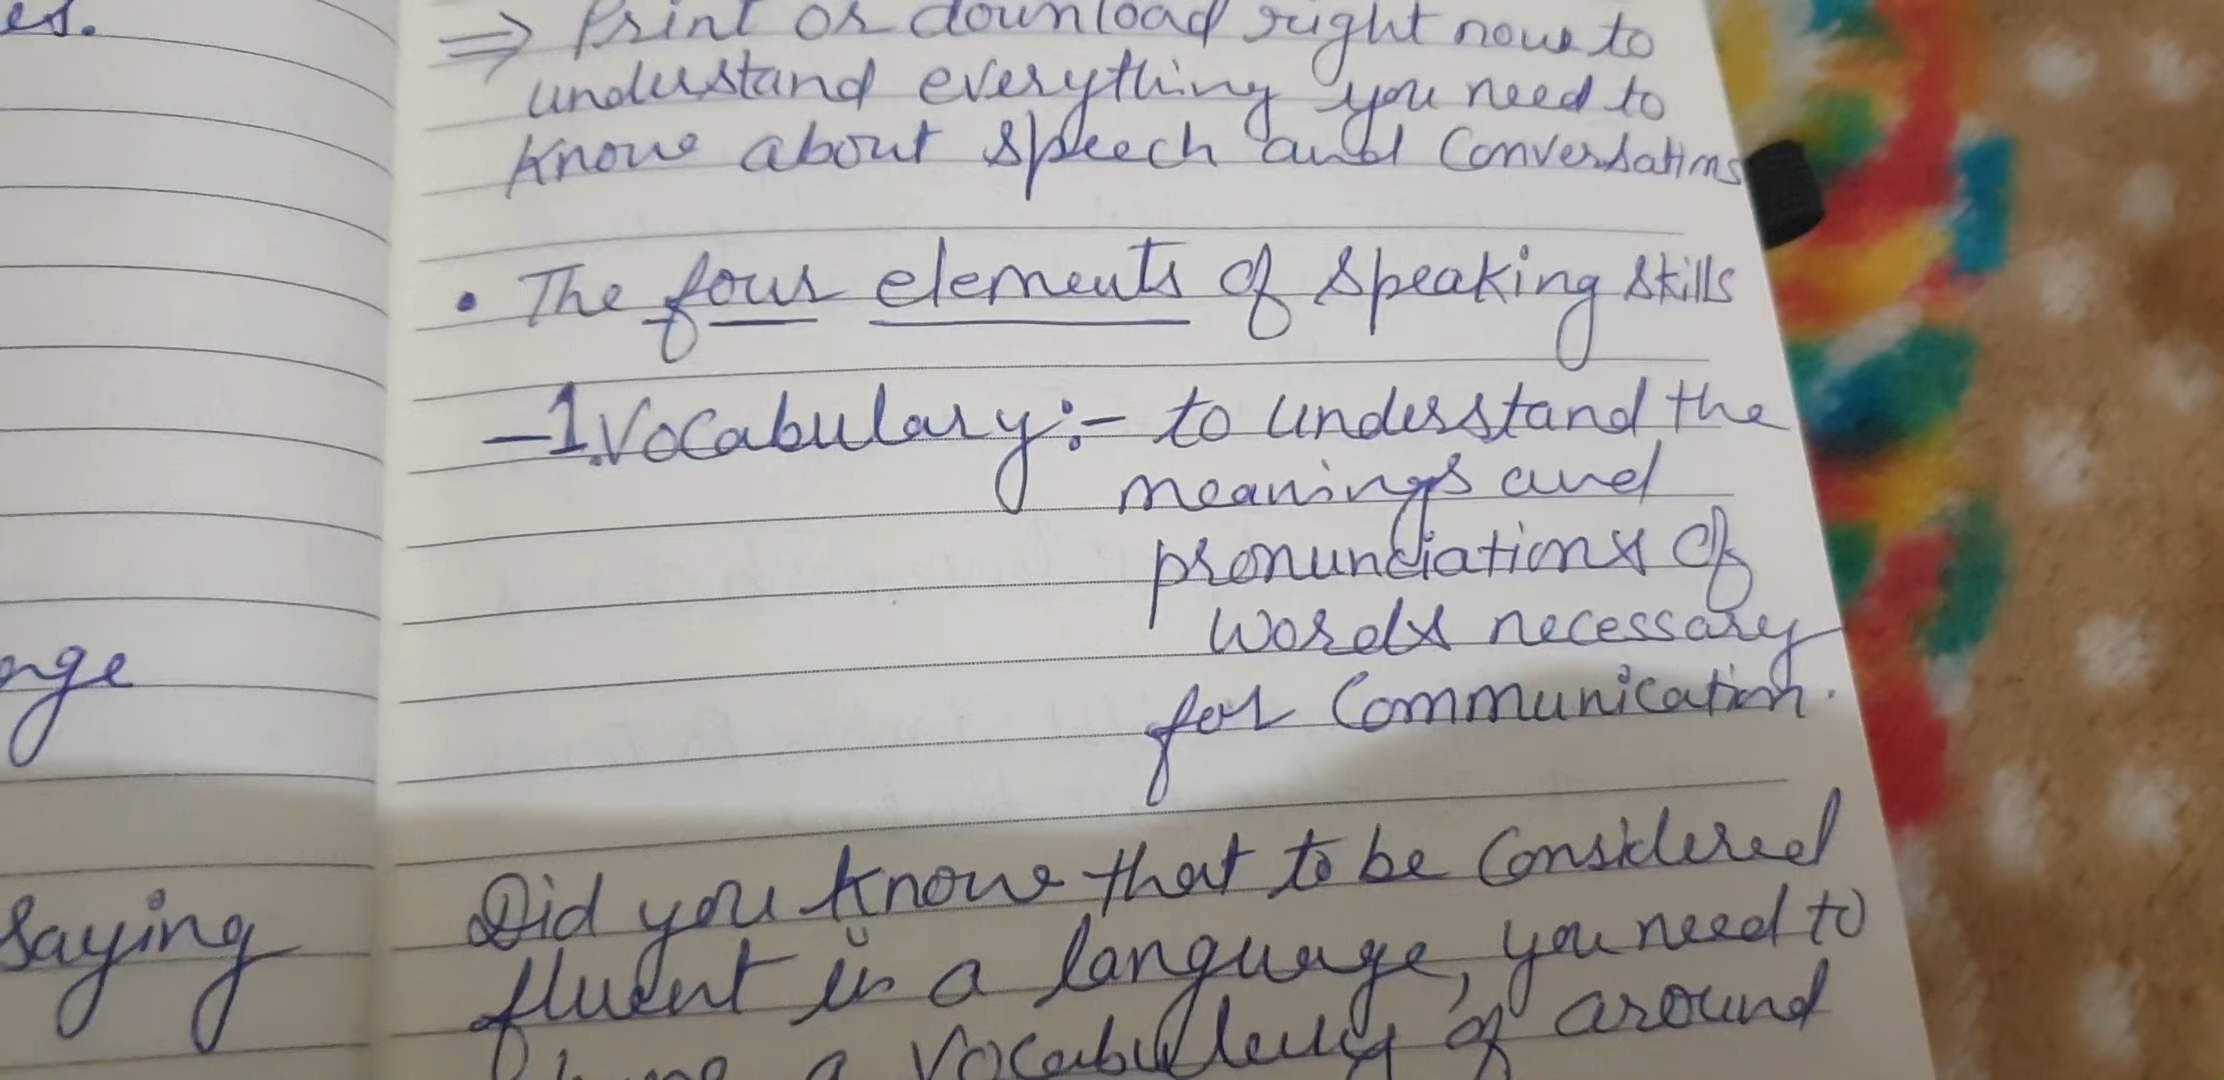 es.
nge
saying
⇒ Print or download right now to
understand everything you need to
know about speech and Conversations
• The four elements of speaking skills
–1.Vocabulary:- to understand the
meanings and
pronunciations of
words necessary
for Communication.
Did you know that to be Considered
fluent in a language, you need to
have a vocabulary of around